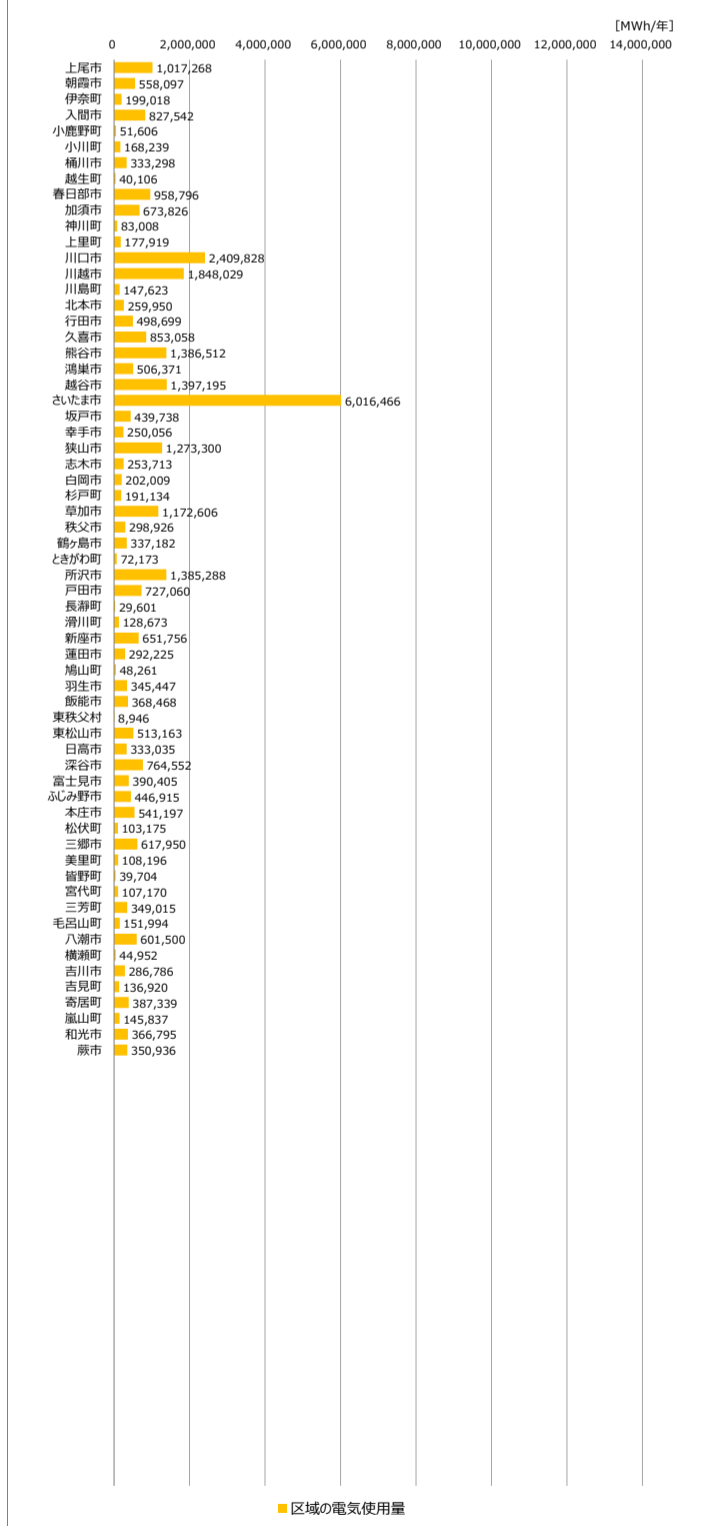 [MWh/年]
0 2,000,000 4,000,000 6,000,000 8,000,000 10,000,000 12,000,000 14,000,000
上尾市 1,017,268
朝霞市 558,097
伊奈町 199,018
入間市 827,542
小鹿野町 51,606
小川町 168,239
桶川市 333,298
越生町 40,106
春日部市 958,796
加須市 673,826
神川町 83,008
上里町 177,919
川口市 2,409,828
川越市 1,848,029
川島町 147,623
北本市 259,950
行田市 498,699
久喜市 853,058
熊谷市 1,386,512
鴻巣市 506,371
越谷市 1,397,195
さいたま市 6,016,466
坂戸市 439,738
幸手市 250,056
狭山市 1,273,300
志木市 253,713
白岡市 202,009
杉戸町 191,134
草加市 1,172,606
秩父市 298,926
鶴ヶ島市 337,182
ときがわ町 72,173
所沢市 1,385,288
戸田市 727,060
長瀞町 29,601
滑川町 128,673
新座市 651,756
蓮田市 292,225
鳩山町 48,261
羽生市 345,447
飯能市 368,468
東秩父村 8,946
東松山市 513,163
日高市 333,035
深谷市 764,552
富士見市 390,405
ふじみ野市 446,915
本庄市 541,197
松伏町 103,175
三郷市 617,950
美里町 108,196
皆野町 39,704
宮代町 107,170
三芳町 349,015
毛呂山町 151,994
八潮市 601,500
横瀬町 44,952
吉川市 286,786
吉見町 136,920
寄居町 387,339
嵐山町 145,837
和光市 366,795
蕨市 350,936
区域の電気使用量